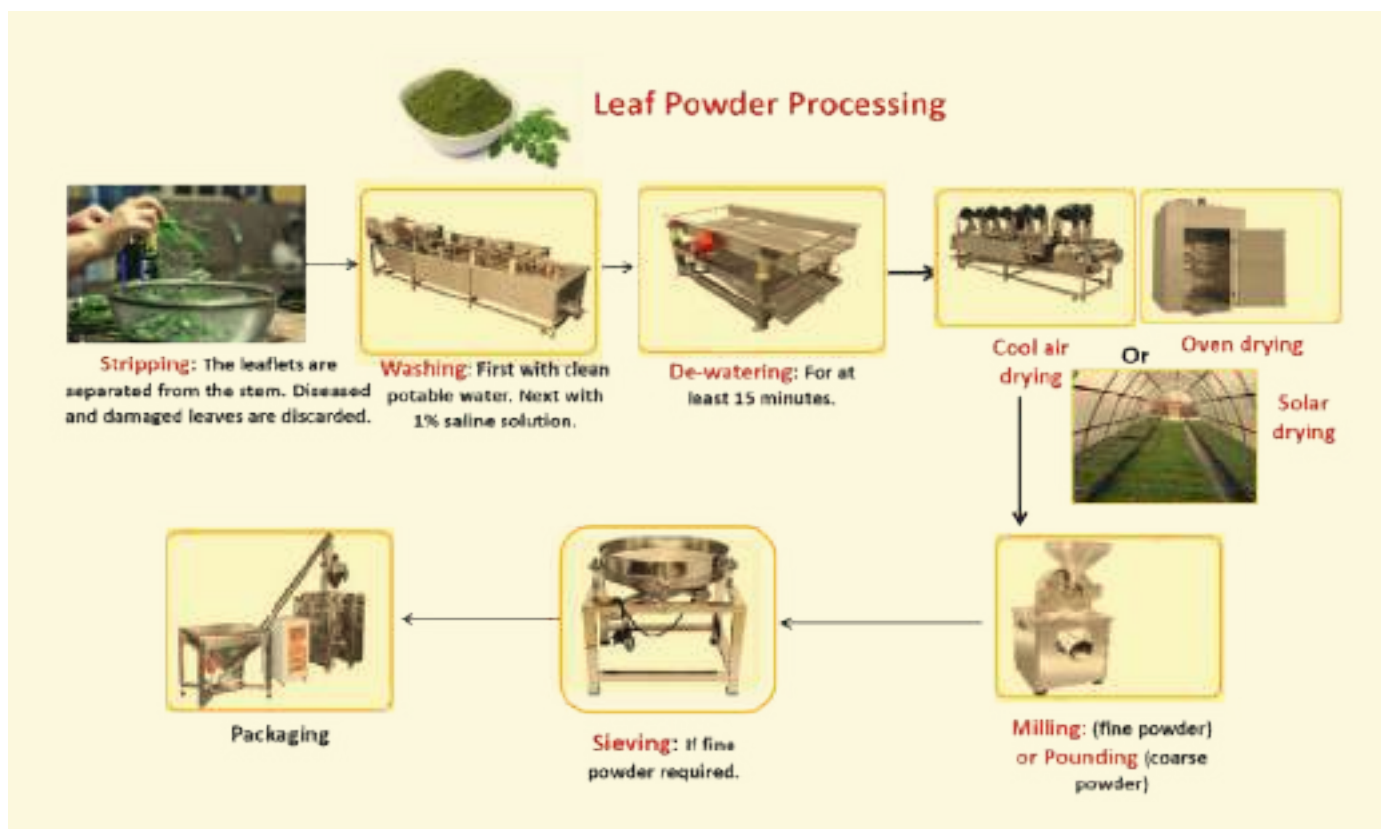 Leaf Powder Processing
Stripping: The leaflets are
separated from the stem. Diseased
and damaged leaves are discarded.
Washing: First with clean
potable water. Next with
1% saline solution.
De-watering: For at
least 15 minutes.
Cool air
drying
Or
Oven drying
Solar
drying
Milling: (fine powder)
or Pounding (coarse
powder)
Sieving: If fine
powder required.
Packaging